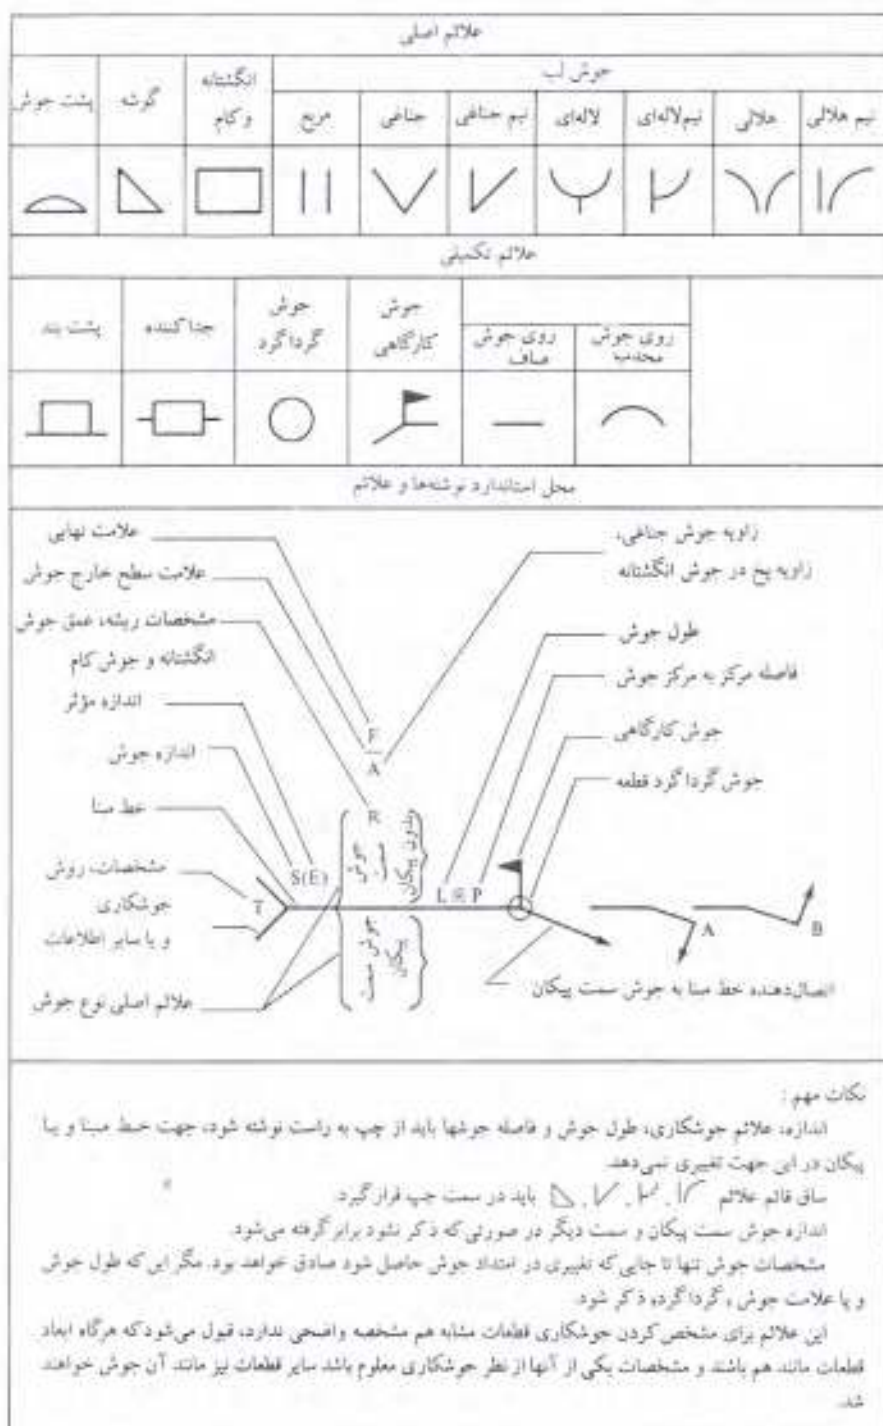 علائم اصلی
جوش لب
انگشتانه
و کام
گوشه
پشت جوش
نیم هلالی
هلالی
نیم‌لاله‌ای
لاله‌ای
نیم جناغی
جناغی
مربع
علائم تکمیلی
روی جوش
محدب
روی جوش
صاف
جوش
کارگاهی
جوش
گرداگرد
جداکننده
پشت بند
محل استاندارد نوشته‌ها و علائم
زاویه جوش جناغی،
زاویه پخ در جوش انگشتانه
طول جوش
فاصله مرکز به مرکز جوش
جوش کارگاهی
جوش گرداگرد قطعه
علامت نهایی
علامت سطح خارج جوش
مشخصات ریشه، عمق جوش
انگشتانه و جوش کام
اندازه مؤثر
اندازه جوش
خط مبنا
مشخصات، روش
جوشکاری
و یا سایر اطلاعات
علائم اصلی نوع جوش
F
A
R
S(E)
T
L @ P
جوش
سمت
بدون پیکان
جوش سمت
پیکان
A
B
اتصال‌دهنده خط مبنا به جوش سمت پیکان
نکات مهم :
اندازه، علائم جوشکاری، طول جوش و فاصله جوشها باید از چپ به راست نوشته شود، جهت خط مبنا و یا
پیکان در این جهت تغییری نمی‌دهد.
ساق قائم علائم باید در سمت چپ قرار گیرد.
اندازه جوش سمت پیکان و سمت دیگر در صورتی‌که ذکر نشود برابر گرفته می‌شود.
مشخصات جوش تنها تا جایی‌که تغییری در امتداد جوش حاصل شود صادق خواهد بود. مگر این‌که طول جوش
و یا علامت جوش «گرداگرد» ذکر شود.
این علائم برای مشخص کردن جوشکاری قطعات مشابه هم مشخصه واضحی ندارد، قبول می‌شود که هرگاه ابعاد
قطعات مانند هم باشند و مشخصات یکی از آنها از نظر جوشکاری معلوم باشد سایر قطعات نیز مانند آن جوش خواهند
شد.